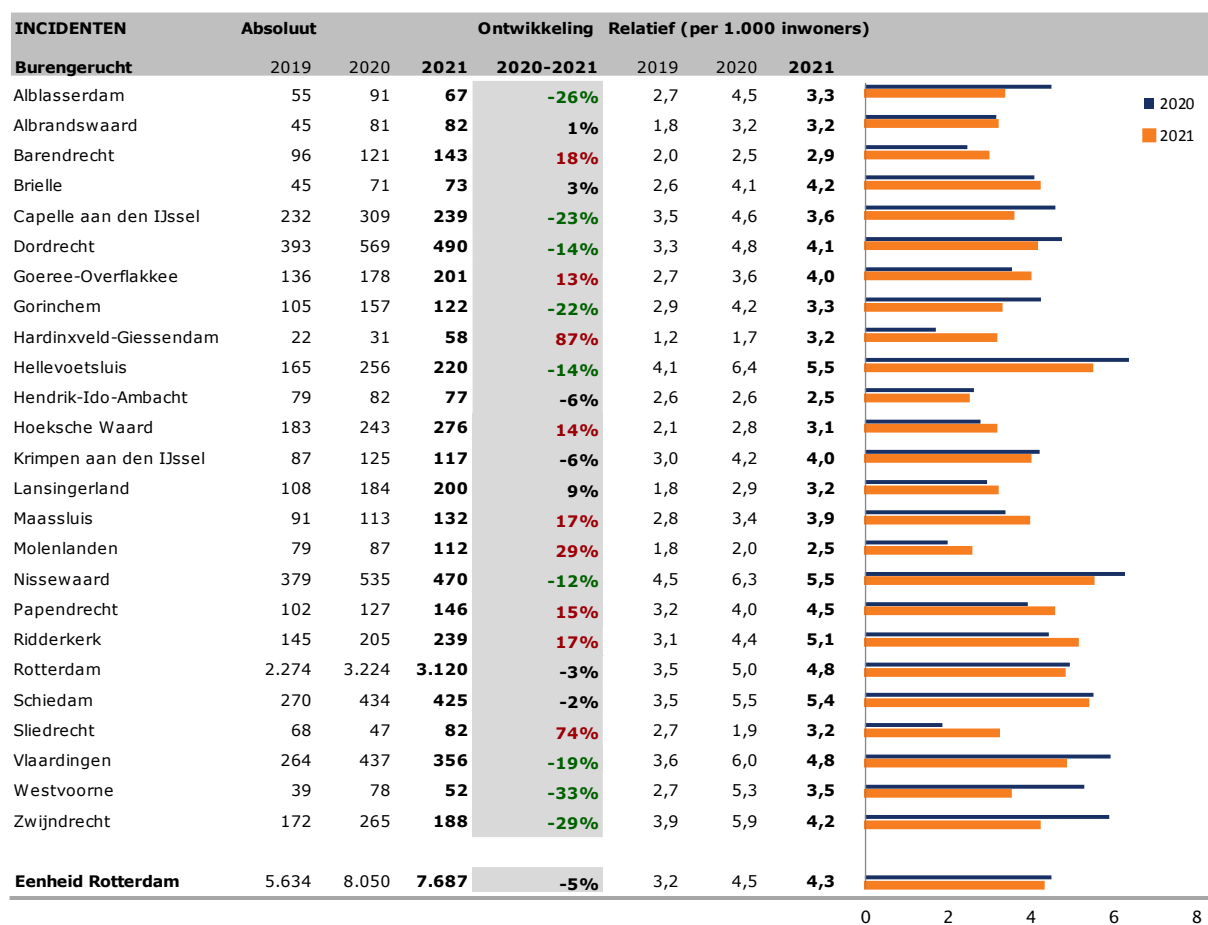 INCIDENTEN Absoluut Ontwikkeling Relatief (per 1.000 inwoners)
Burengerucht 2019 2020 2021 2020-2021 2019 2020 2021
Alblasserdam 55 91 67 -26% 2,7 4,5 3,3
2020
Albrandswaard 45 81 82 1% 1,8 3,2 3,2
2021
Barendrecht 96 121 143 18% 2,0 2,5 2,9
Brielle 45 71 73 3% 2,6 4,1 4,2
Capelle aan den IJssel 232 309 239 -23% 3,5 4,6 3,6
Dordrecht 393 569 490 -14% 3,3 4,8 4,1
Goeree-Overflakkee 136 178 201 13% 2,7 3,6 4,0
Gorinchem 105 157 122 -22% 2,9 4,2 3,3
Hardinxveld-Giessendam 22 31 58 87% 1,2 1,7 3,2
Hellevoetsluis 165 256 220 -14% 4,1 6,4 5,5
Hendrik-Ido-Ambacht 79 82 77 -6% 2,6 2,6 2,5
Hoeksche Waard 183 243 276 14% 2,1 2,8 3,1
Krimpen aan den IJssel 87 125 117 -6% 3,0 4,2 4,0
Lansingerland 108 184 200 9% 1,8 2,9 3,2
Maassluis 91 113 132 17% 2,8 3,4 3,9
Molenlanden 79 87 112 29% 1,8 2,0 2,5
Nissewaard 379 535 470 -12% 4,5 6,3 5,5
Papendrecht 102 127 146 15% 3,2 4,0 4,5
Ridderkerk 145 205 239 17% 3,1 4,4 5,1
Rotterdam 2.274 3.224 3.120 -3% 3,5 5,0 4,8
Schiedam 270 434 425 -2% 3,5 5,5 5,4
Sliedrecht 68 47 82 74% 2,7 1,9 3,2
Vlaardingen 264 437 356 -19% 3,6 6,0 4,8
Westvoorne 39 78 52 -33% 2,7 5,3 3,5
Zwijndrecht 172 265 188 -29% 3,9 5,9 4,2
Eenheid Rotterdam 5.634 8.050 7.687 -5% 3,2 4,5 4,3
0 2 4 6 8